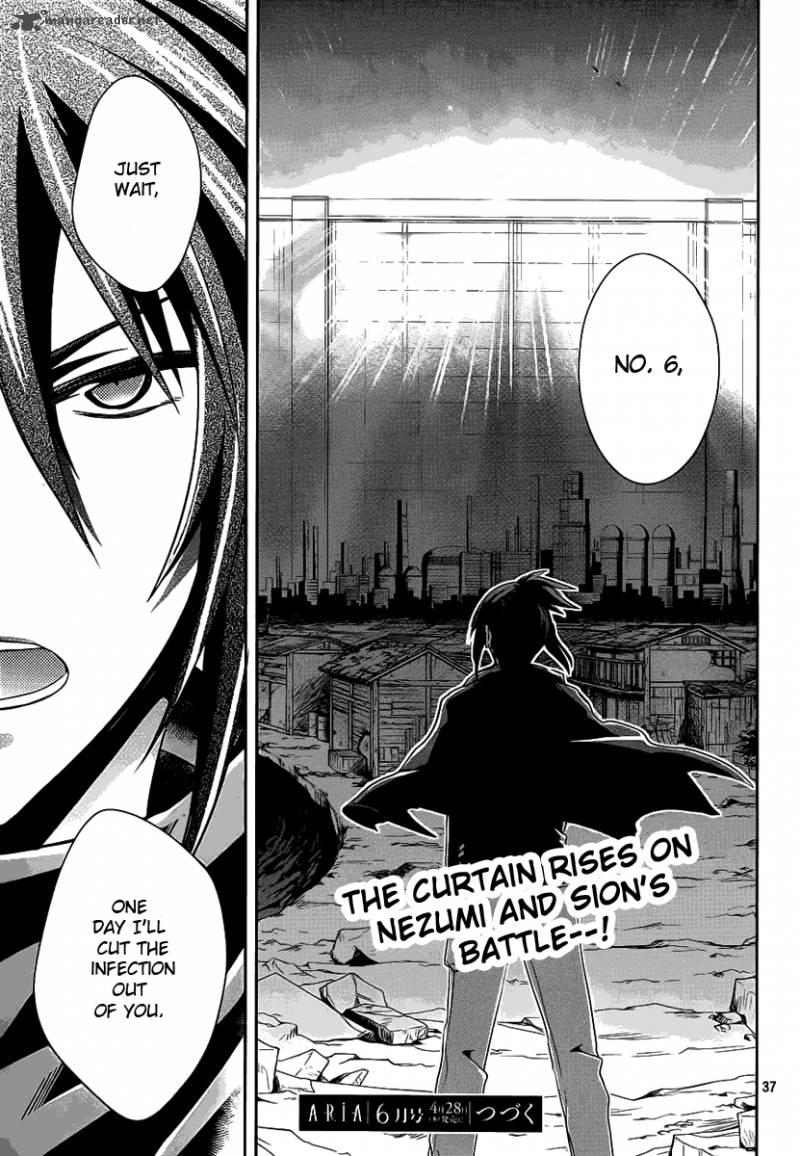 mangareader.net
NO. 6,
JUST
WAIT,
ONE
DAY I'LL
CUT THE
INFECTION
OUT
OF YOU.
THE CURTAIN RISES ON
NEZUMI AND SION'S
BATTLE--!
ARIA 6月号 4月28日 つづく
37